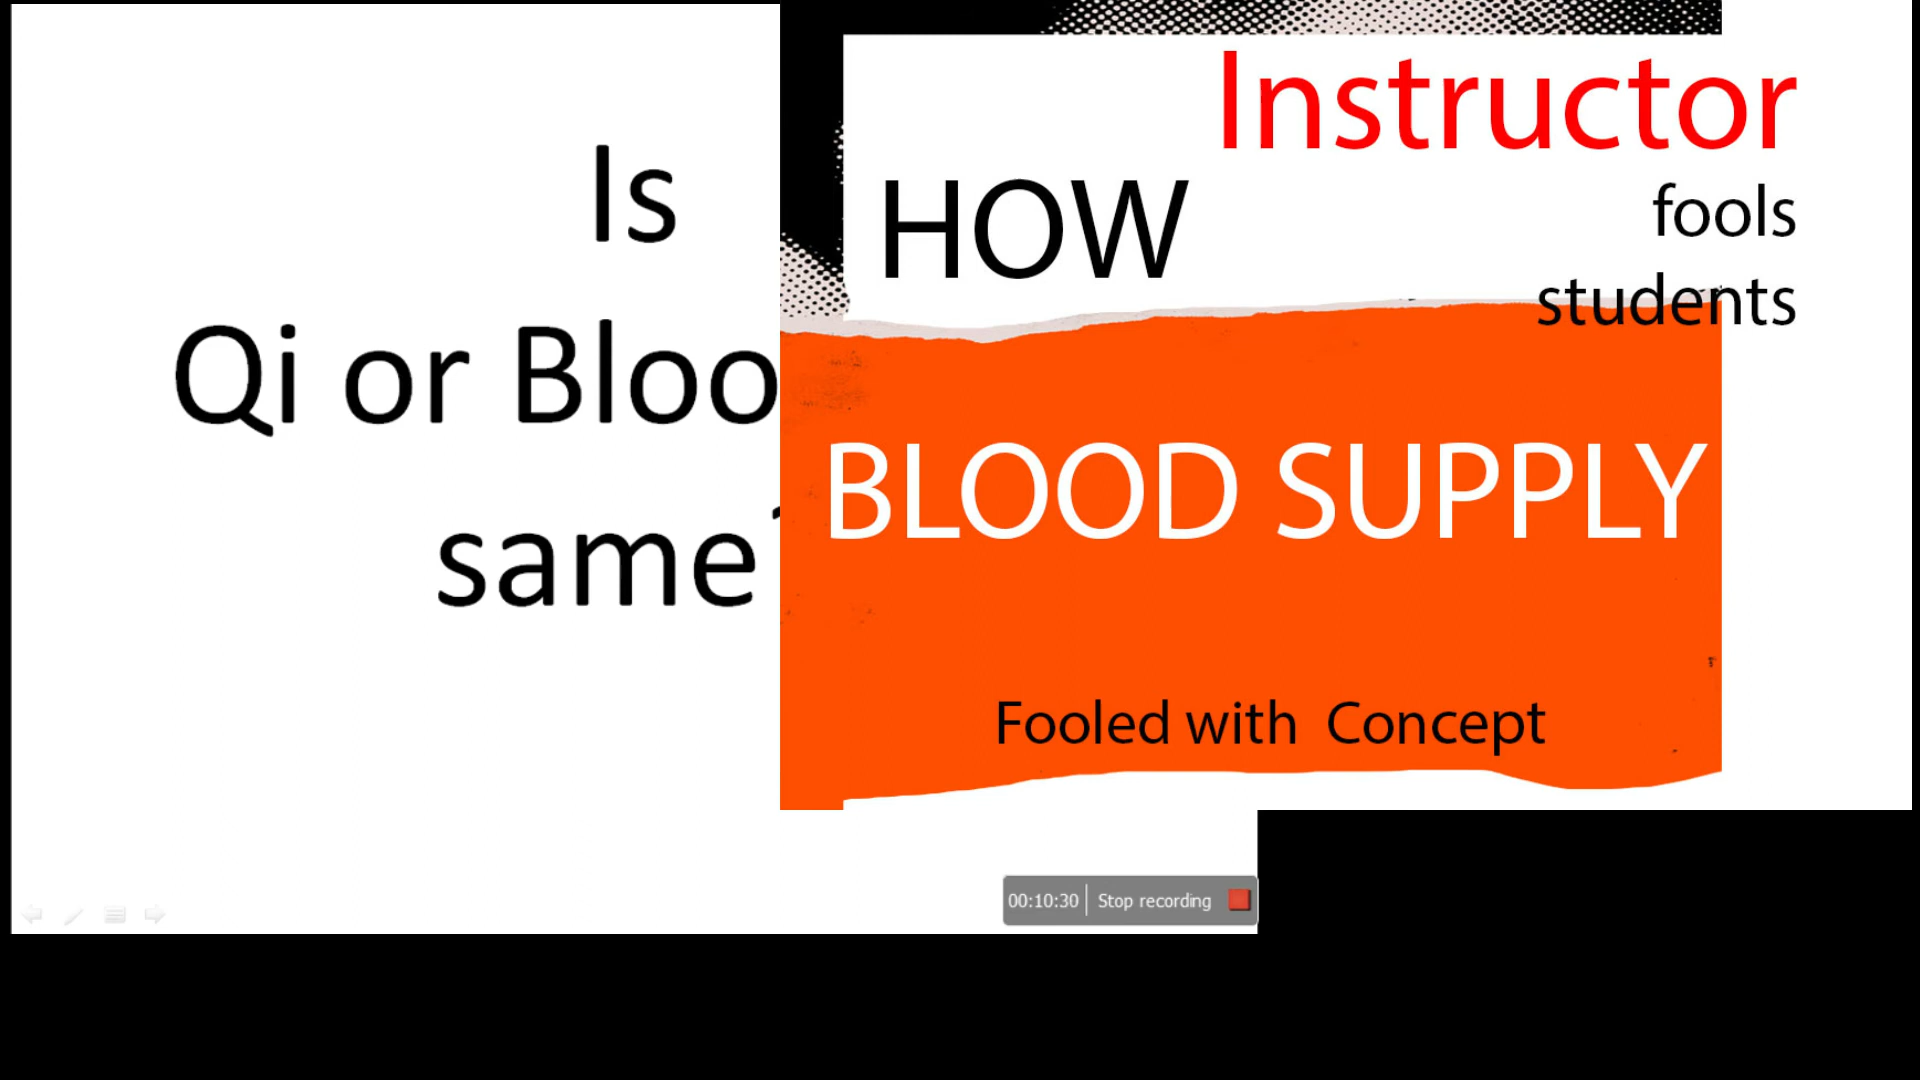 Is
Qi or Bloo
same
Instructor
HOW
fools
students
BLOOD SUPPLY
Fooled with Concept
00:10:30 Stop recording